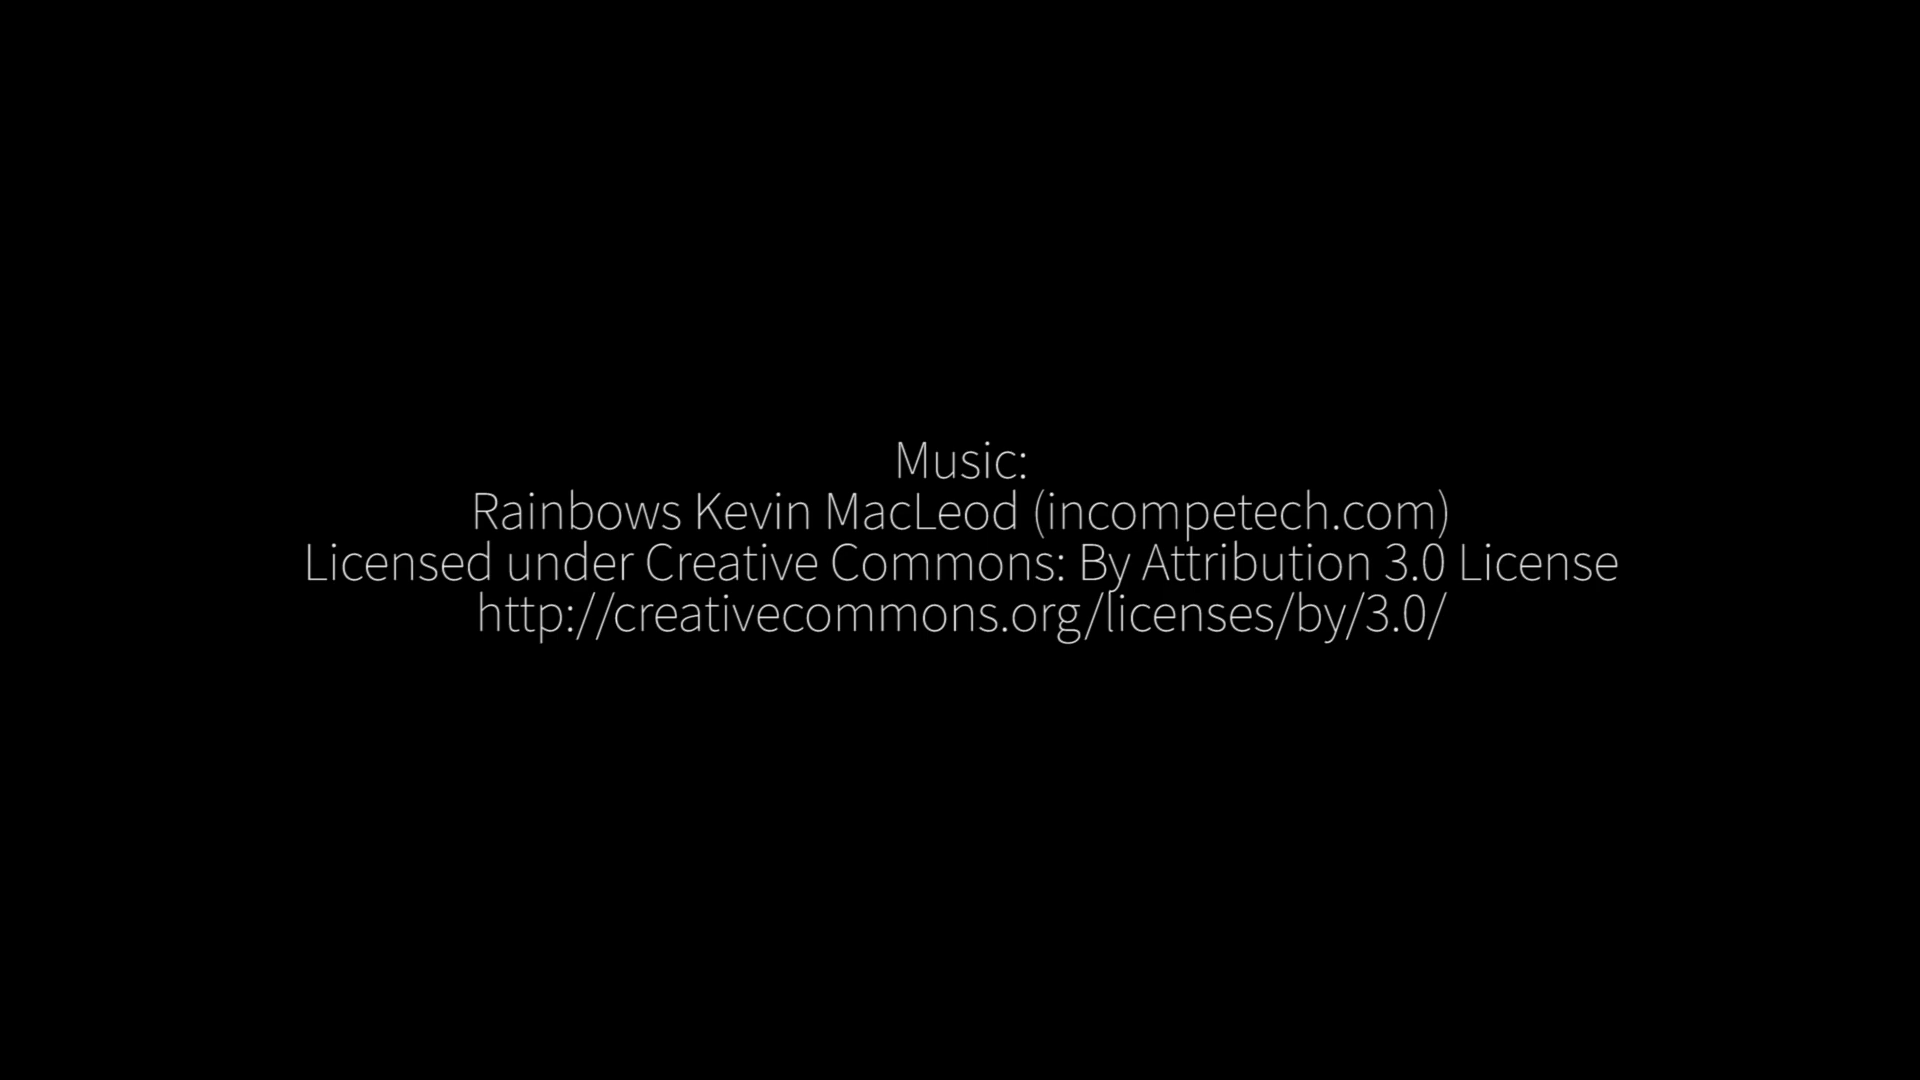 Music:
Rainbows Kevin MacLeod (incompetech.com)
Licensed under Creative Commons: By Attribution 3.0 License
http://creativecommons.org/licenses/by/3.0/